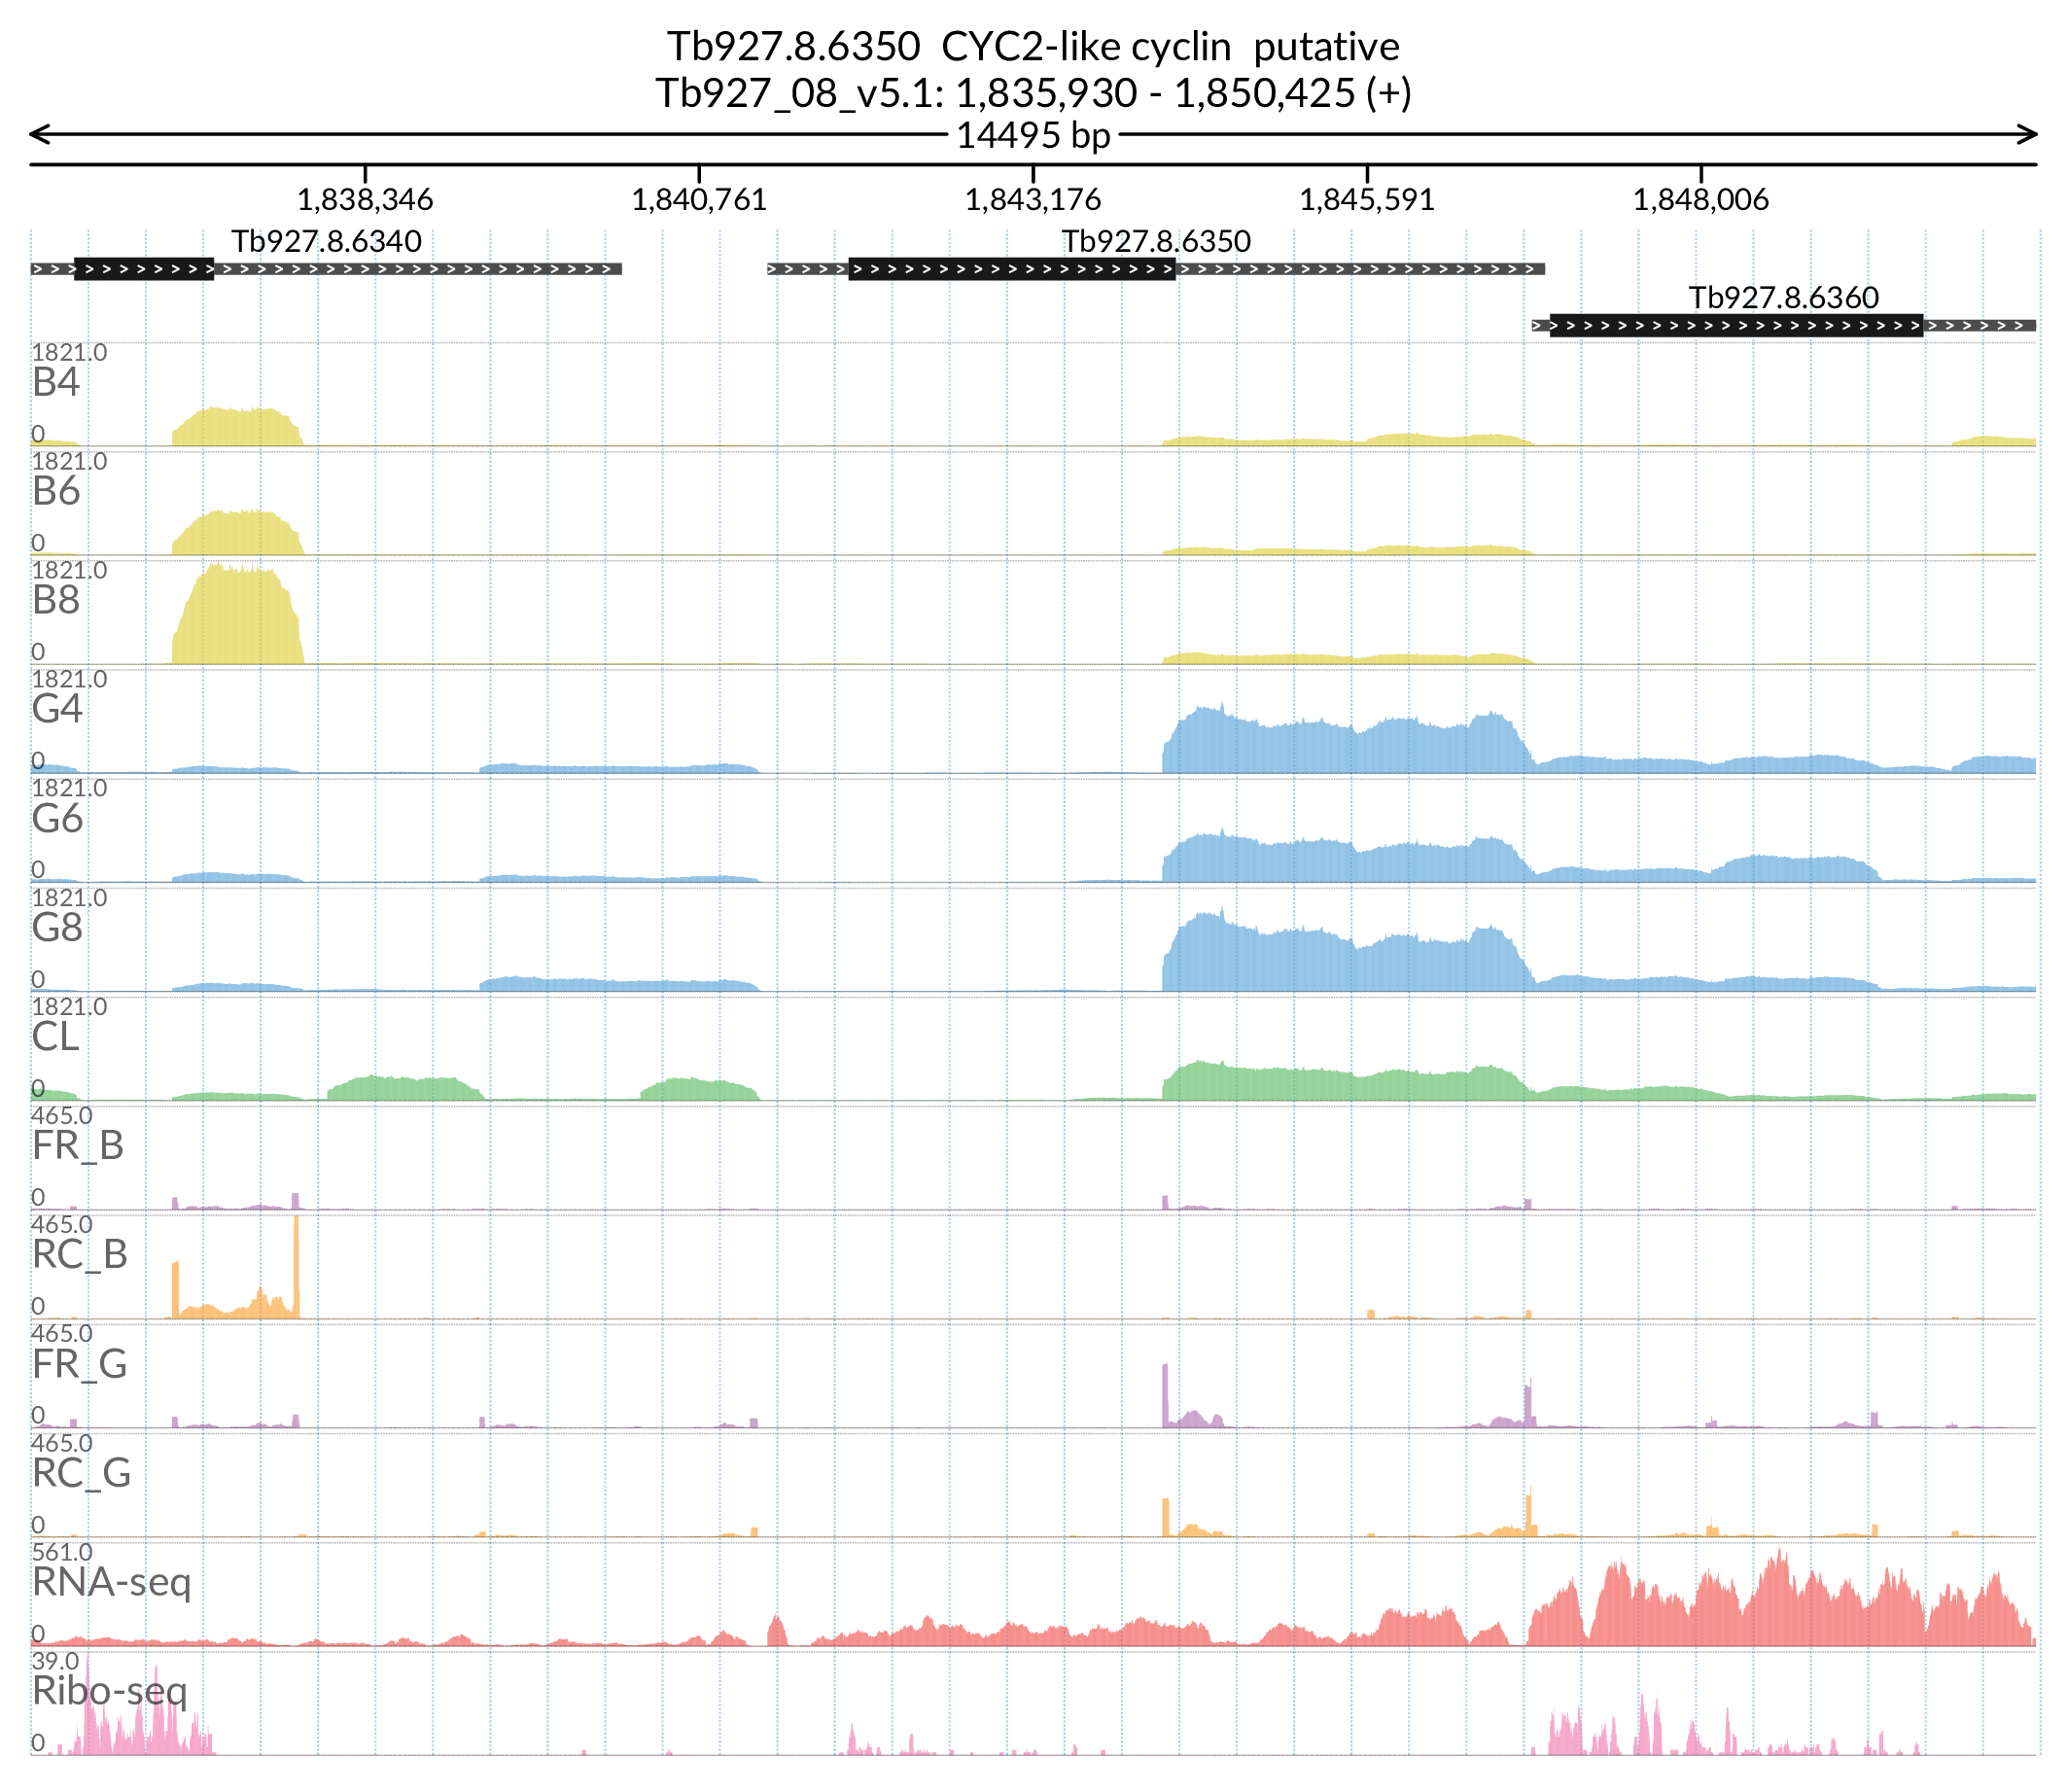 Tb927.8.6350  CYC2-like cyclin  putative
Tb927_08_v5.1: 1,835,930 - 1,850,425 (+)
14495 bp
1,838,346 1,840,761 1,843,176 1,845,591 1,848,006
Tb927.8.6340 Tb927.8.6350
Tb927.8.6360
1821.0
B4
0
1821.0
B6
0
1821.0
B8
0
1821.0
G4
0
1821.0
G6
0
1821.0
G8
0
1821.0
CL
0
465.0
FR_B
0
465.0
RC_B
0
465.0
FR_G
0
465.0
RC_G
0
561.0
RNA-seq
0
39.0
Ribo-seq
0